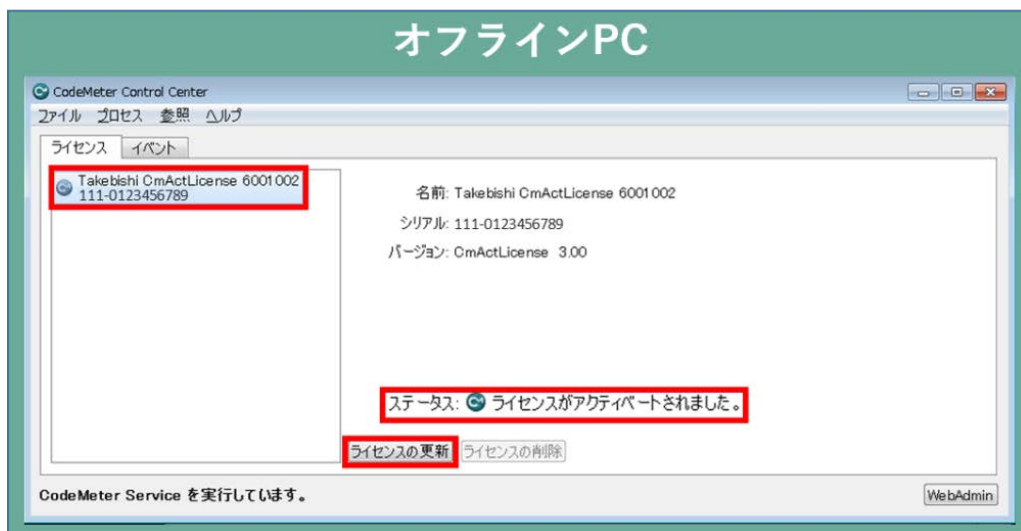 オフラインPC
CodeMeter Control Center
ファイル プロセス 参照 ヘルプ
ライセンス イベント
Takebishi CmActLicense 6001002
111-0123456789
名前: Takebishi CmActLicense 6001002
シリアル: 111-0123456789
バージョン: CmActLicense 3.00
ステータス: ライセンスがアクティベートされました。
ライセンスの更新 ライセンスの削除
CodeMeter Service を実行しています。
WebAdmin